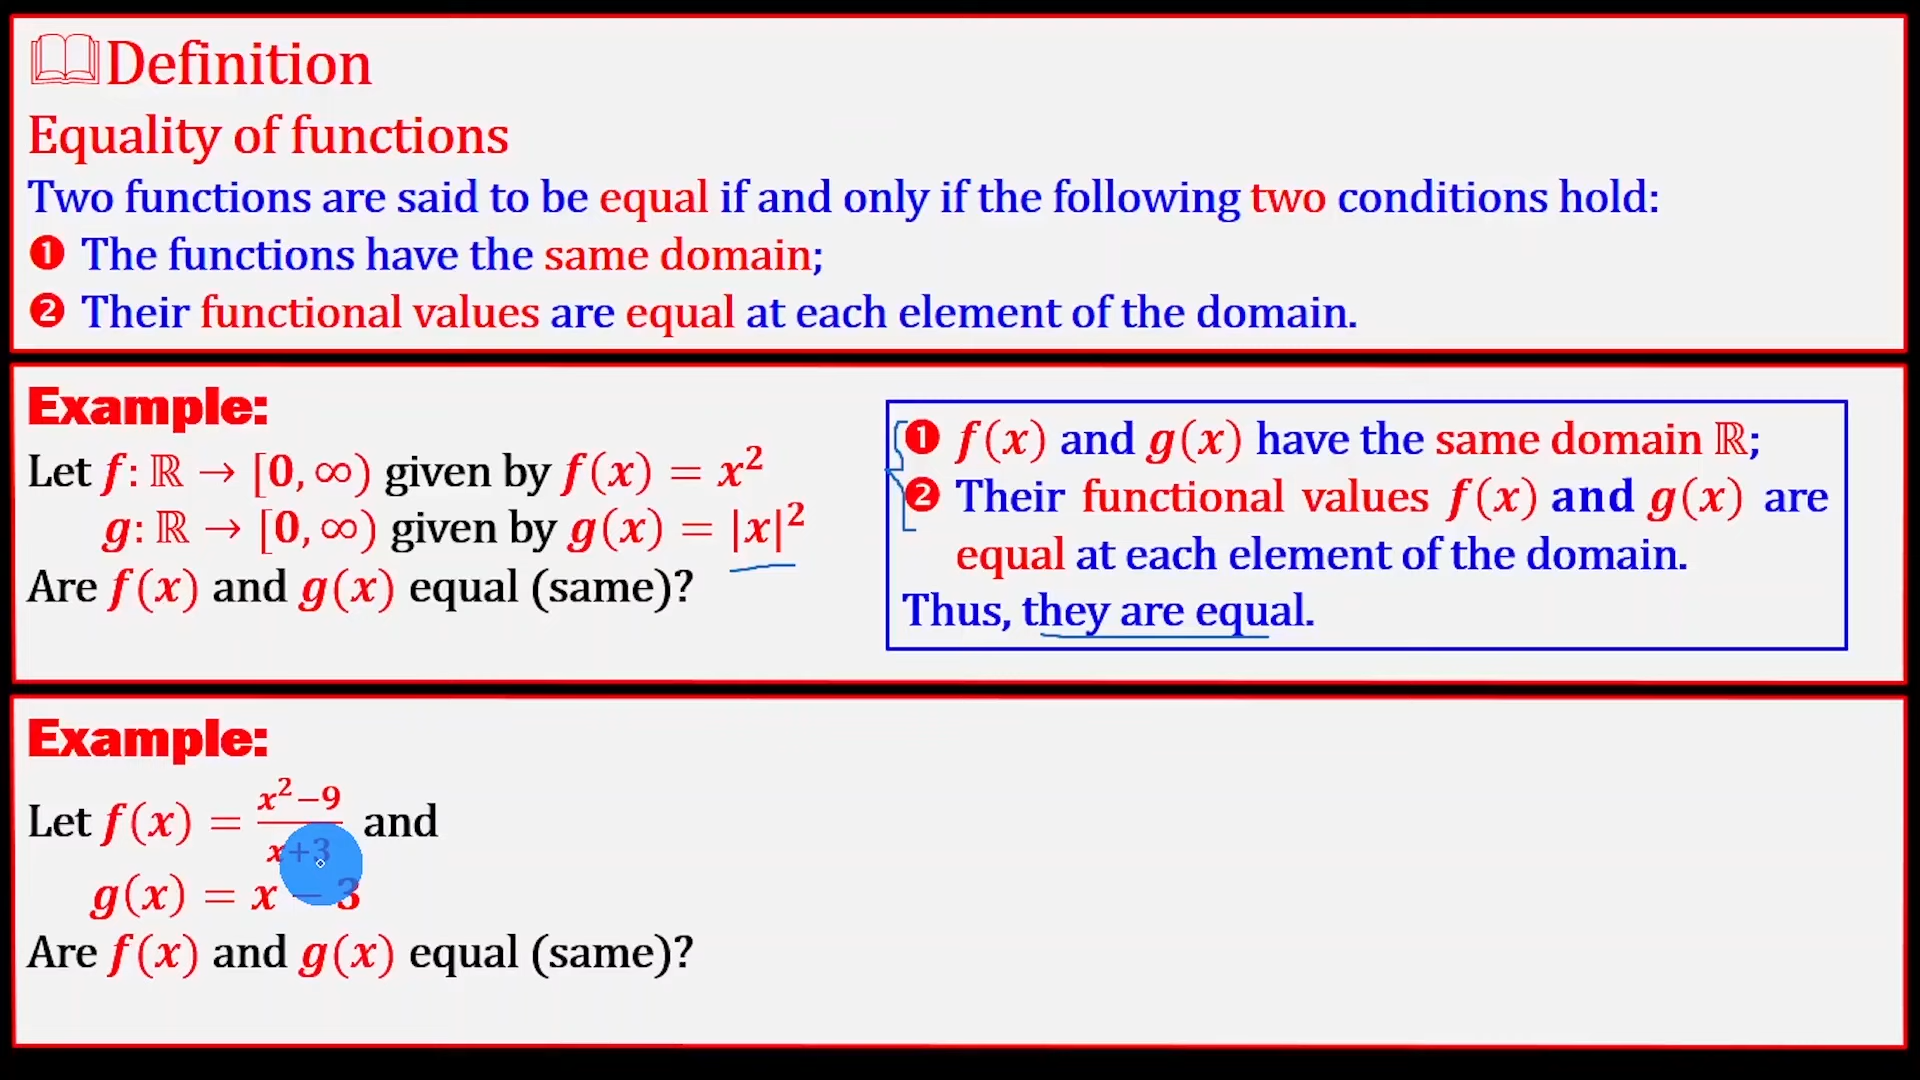 Definition
Equality of functions
Two functions are said to be equal if and only if the following two conditions hold:
❶ The functions have the same domain;
❷ Their functional values are equal at each element of the domain.
Example:
Let f: ℝ → [0, ∞) given by f(x) = x²
g: ℝ → [0, ∞) given by g(x) = |x|²
Are f(x) and g(x) equal (same)?
❶ f(x) and g(x) have the same domain ℝ;
❷ Their functional values f(x) and g(x) are
equal at each element of the domain.
Thus, they are equal.
Example:
Let f(x) = \frac{x²−9}{x+3} and
g(x) = x − 3
Are f(x) and g(x) equal (same)?